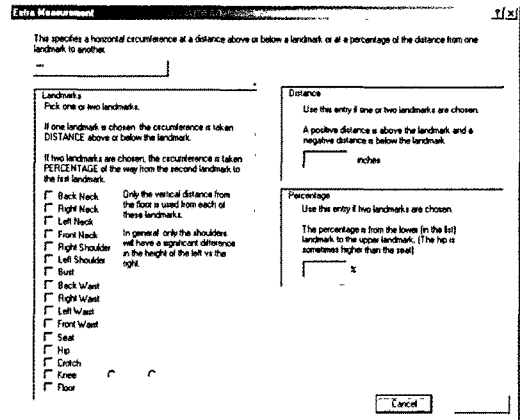 Extra Measurement
This specifies a horizontal circumference at a distance above or below a landmark or at a percentage of the distance from one
landmark to another.
Landmarks
Pick one or two landmarks.
If one landmark is chosen the circumference is taken
DISTANCE above or below the landmark.
If two landmarks are chosen, the circumference is taken
PERCENTAGE of the way from the second landmark to
the first landmark.
Back Neck
Right Neck
Left Neck
Front Neck
Right Shoulder
Left Shoulder
Bust
Back Waist
Right Waist
Left Waist
Front Waist
Seat
Hip
Crotch
Knee
Floor
Only the vertical distance from
the floor is used from each of
these landmarks.
In general only the shoulders
will have a significant difference
in the height of the left vs the
right.
Distance
Use this entry if one or two landmarks are chosen.
A positive distance is above the landmark and a
negative distance is below the landmark
inches
Percentage
Use this entry if two landmarks are chosen.
The percentage is from the lower (in the list)
landmark to the upper landmark. (The hip is
sometimes higher than the seat)
%
Cancel